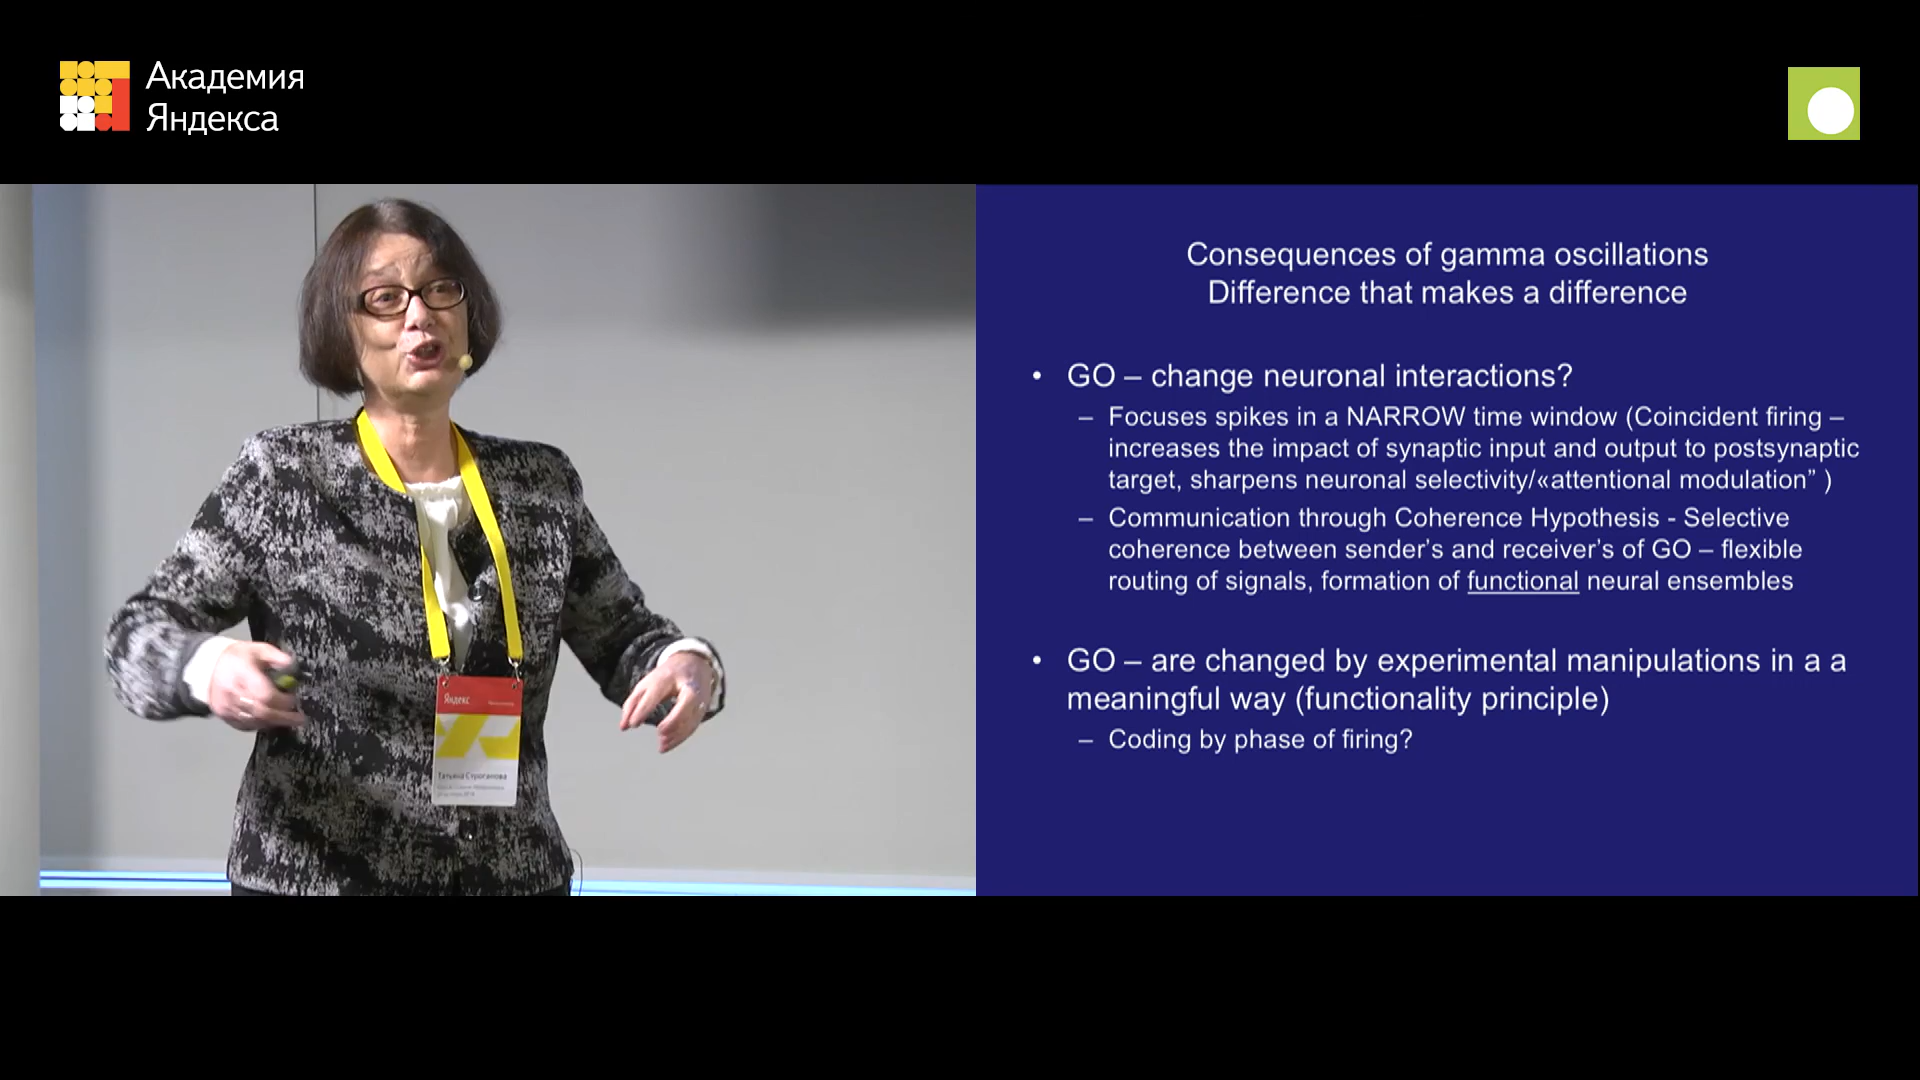 Академия
Яндекса
Consequences of gamma oscillations
Difference that makes a difference
• GO – change neuronal interactions?
– Focuses spikes in a NARROW time window (Coincident firing –
increases the impact of synaptic input and output to postsynaptic
target, sharpens neuronal selectivity/«attentional modulation” )
– Communication through Coherence Hypothesis - Selective
coherence between sender’s and receiver’s of GO – flexible
routing of signals, formation of functional neural ensembles
• GO – are changed by experimental manipulations in a a
meaningful way (functionality principle)
– Coding by phase of firing?
Яндекс
Татьяна Строганова